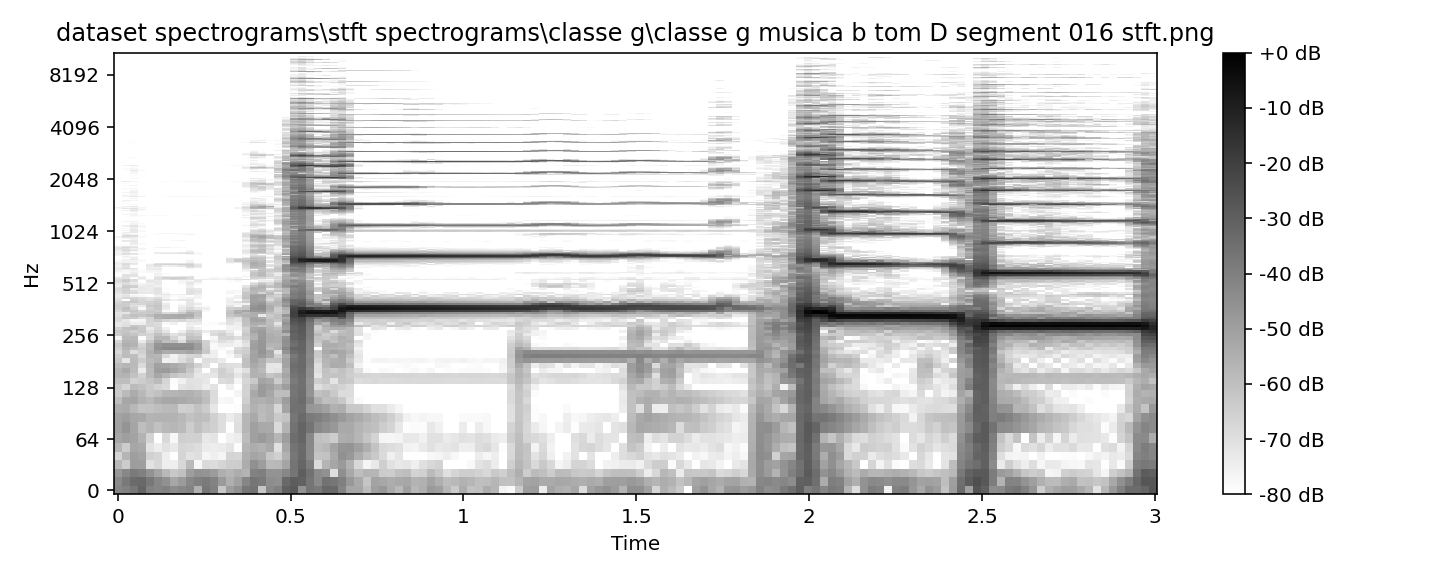 dataset spectrograms\stft spectrograms\classe g\classe g musica b tom D segment 016 stft.png
8192
4096
2048
1024
512
256
128
64
0
Hz
0
0.5
1
1.5
2
2.5
3
Time
+0 dB
-10 dB
-20 dB
-30 dB
-40 dB
-50 dB
-60 dB
-70 dB
-80 dB